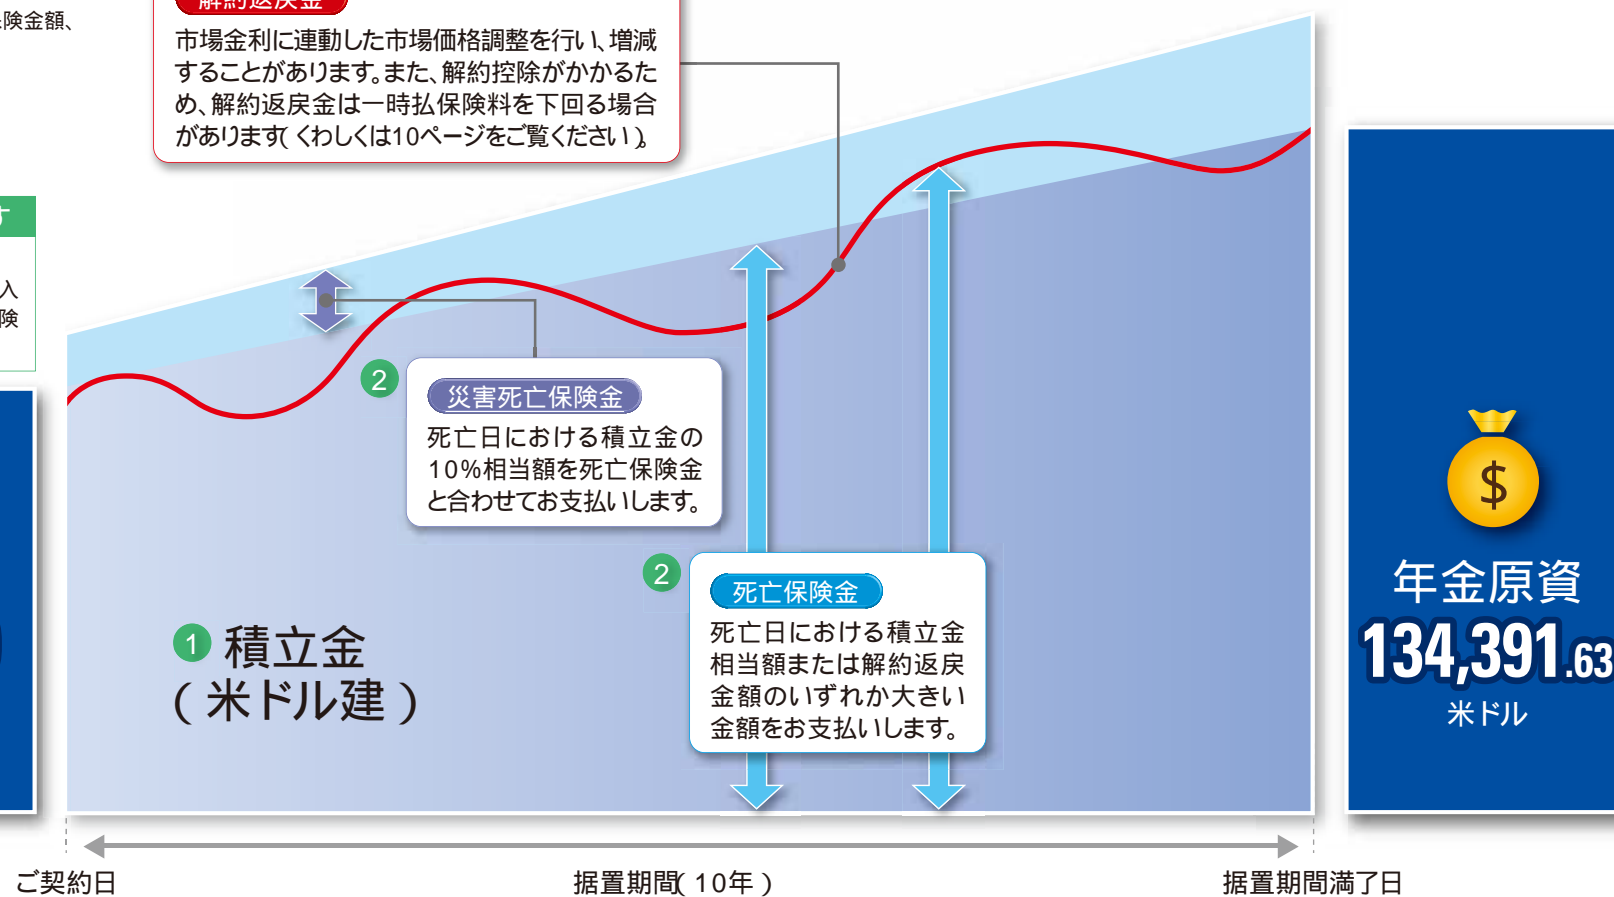 険金額、
解約返戻金
市場金利に連動した市場価格調整を行い、増減
することがあります。また、解約控除がかかるた
め、解約返戻金は一時払保険料を下回る場合
があります(くわしくは10ページをご覧ください)。
す
入
険
2
災害死亡保険金
死亡日における積立金の
10%相当額を死亡保険金
と合わせてお支払いします。
2
死亡保険金
死亡日における積立金
相当額または解約返戻
金額のいずれか大きい
金額をお支払いします。
1 積立金
(米ドル建)
$
年金原資
134,391.63
米ドル
ご契約日
据置期間(10年)
据置期間満了日